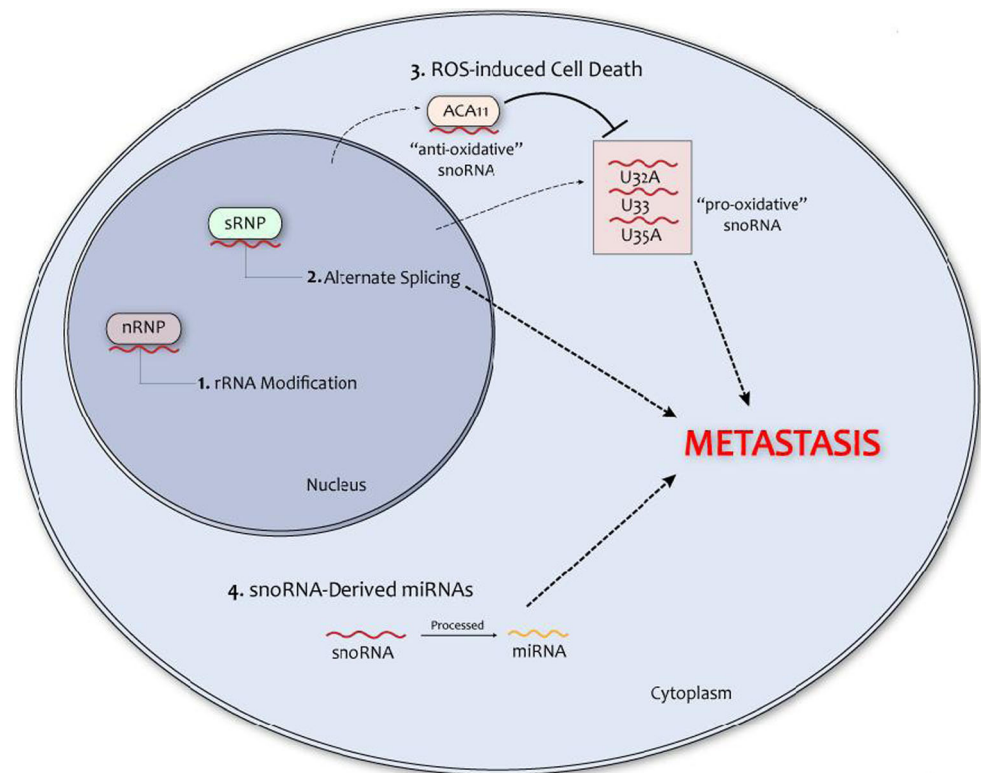 3. ROS-induced Cell Death
ACA11
"anti-oxidative"
snoRNA
U32A
U33
U35A
"pro-oxidative"
snoRNA
sRNP
2. Alternate Splicing
nRNP
1. rRNA Modification
METASTASIS
Nucleus
4. snoRNA-Derived miRNAs
Processed
snoRNA
miRNA
Cytoplasm